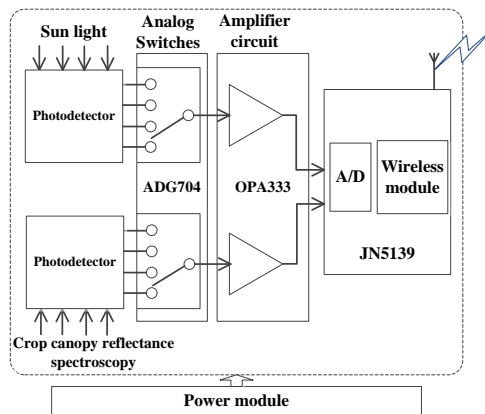 Sun light
Analog
Switches
Amplifier
circuit
Photodetector
ADG704
OPA333
A/D
Wireless
module
JN5139
Photodetector
Crop canopy reflectance
spectroscopy
Power module